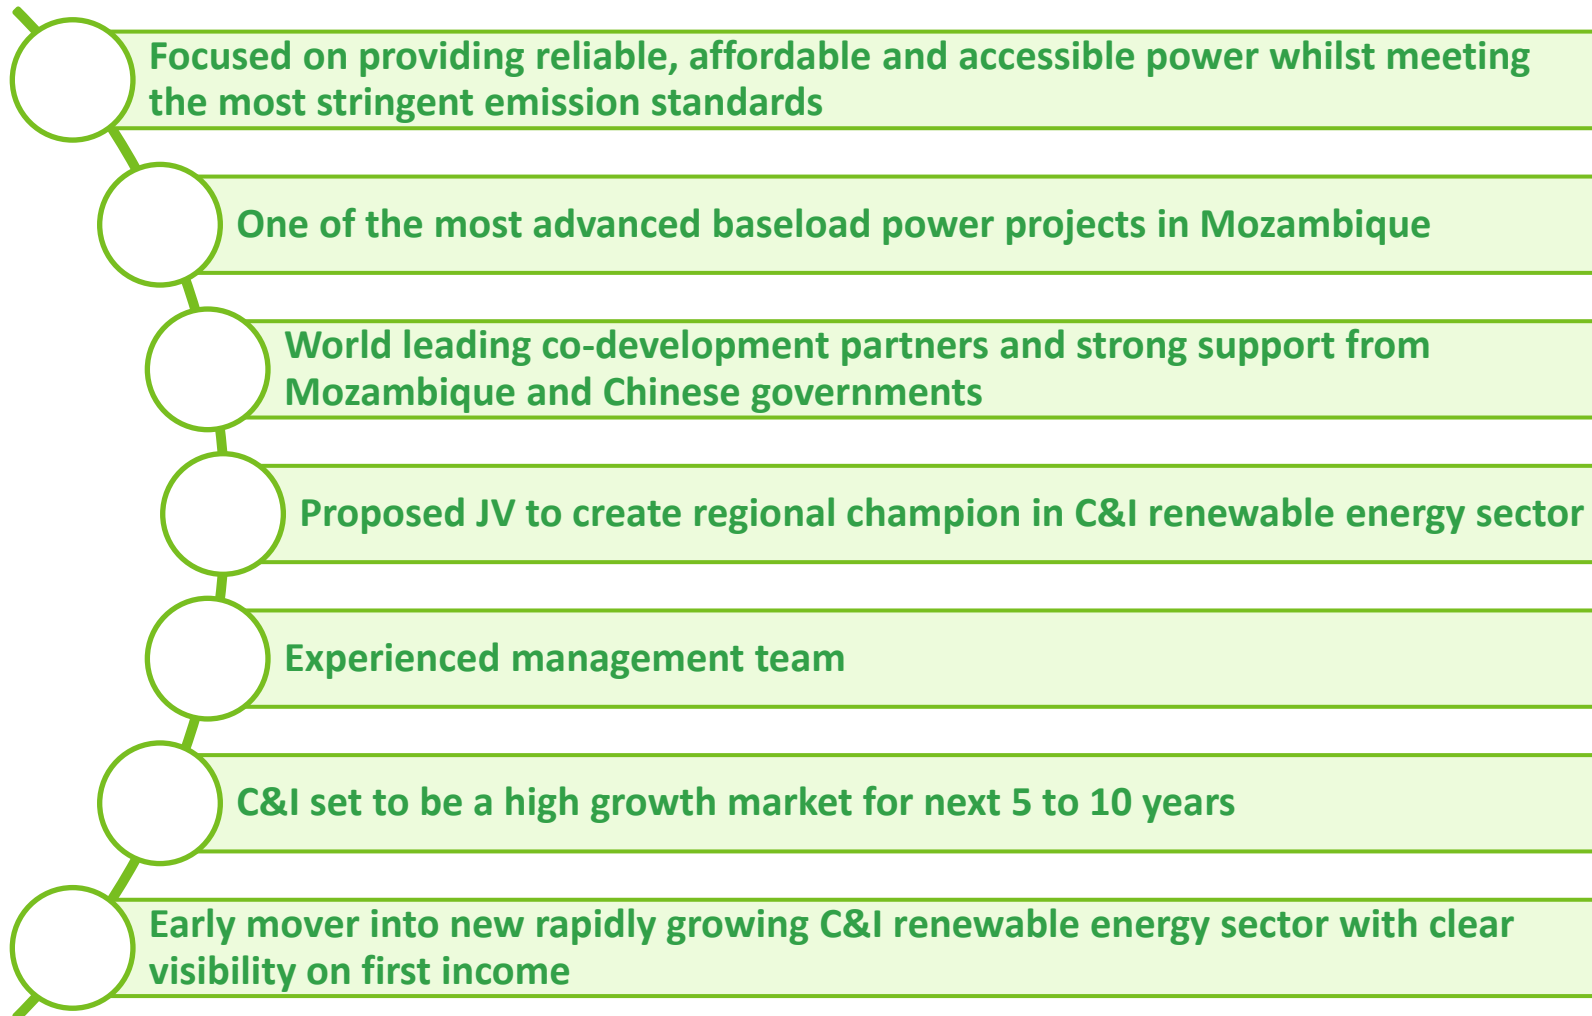 Focused on providing reliable, affordable and accessible power whilst meeting
the most stringent emission standards
One of the most advanced baseload power projects in Mozambique
World leading co-development partners and strong support from
Mozambique and Chinese governments
Proposed JV to create regional champion in C&I renewable energy sector
Experienced management team
C&I set to be a high growth market for next 5 to 10 years
Early mover into new rapidly growing C&I renewable energy sector with clear
visibility on first income